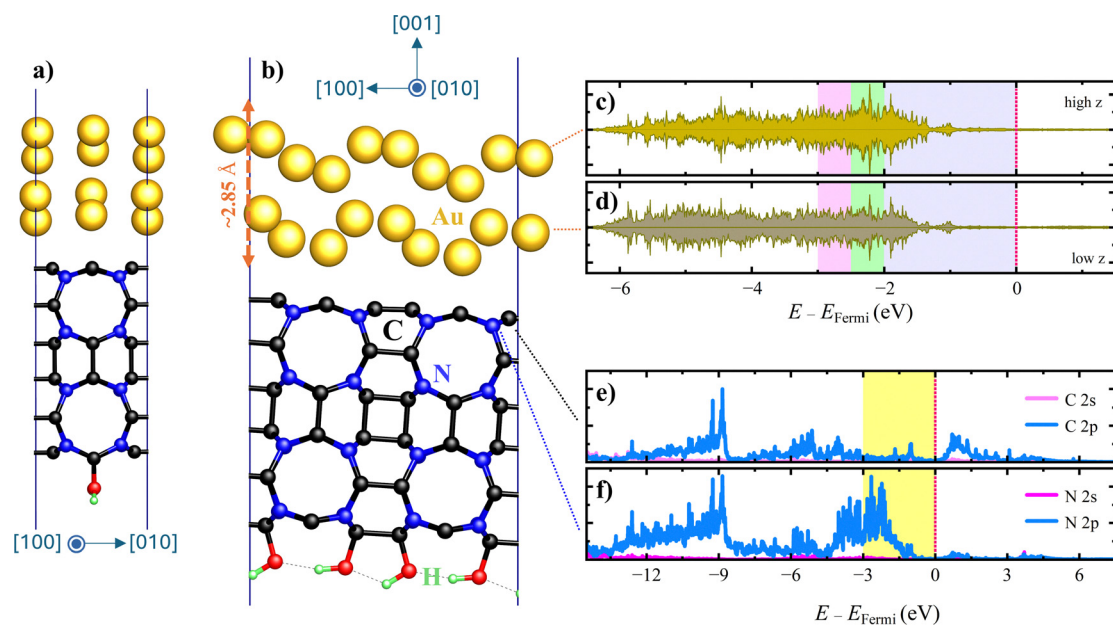 a)
b)
[001]
[100]
[010]
~2.85 Å
Au
C
N
H
[100]
[010]
c)
high z
d)
low z
−6
−4
−2
0
E – EFermi (eV)
e)
C 2s
C 2p
f)
N 2s
N 2p
−12
−9
−6
−3
0
3
6
E – EFermi (eV)